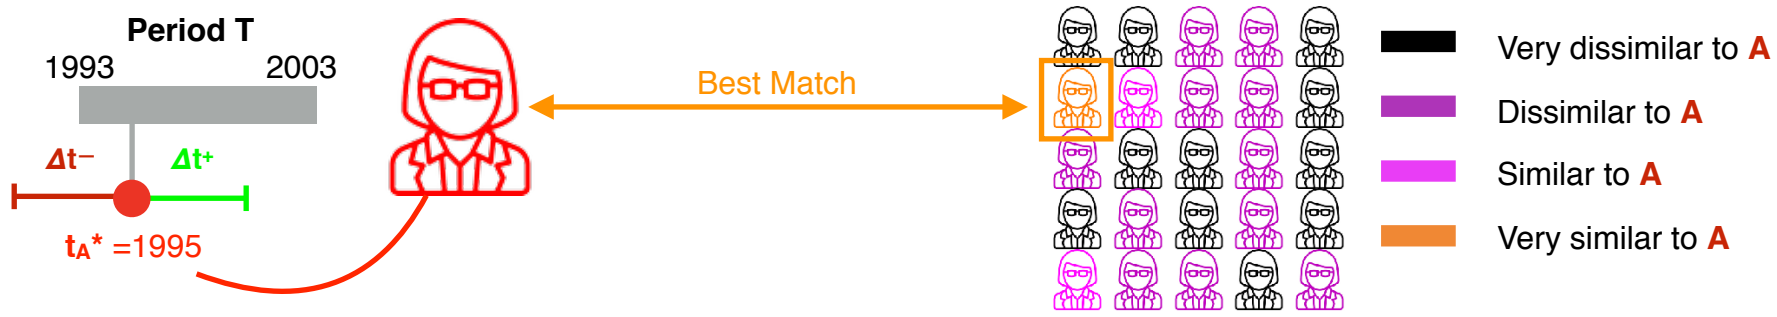 Period T
1993 2003
Δt− Δt+
tA* =1995
Best Match
Very dissimilar to A
Dissimilar to A
Similar to A
Very similar to A